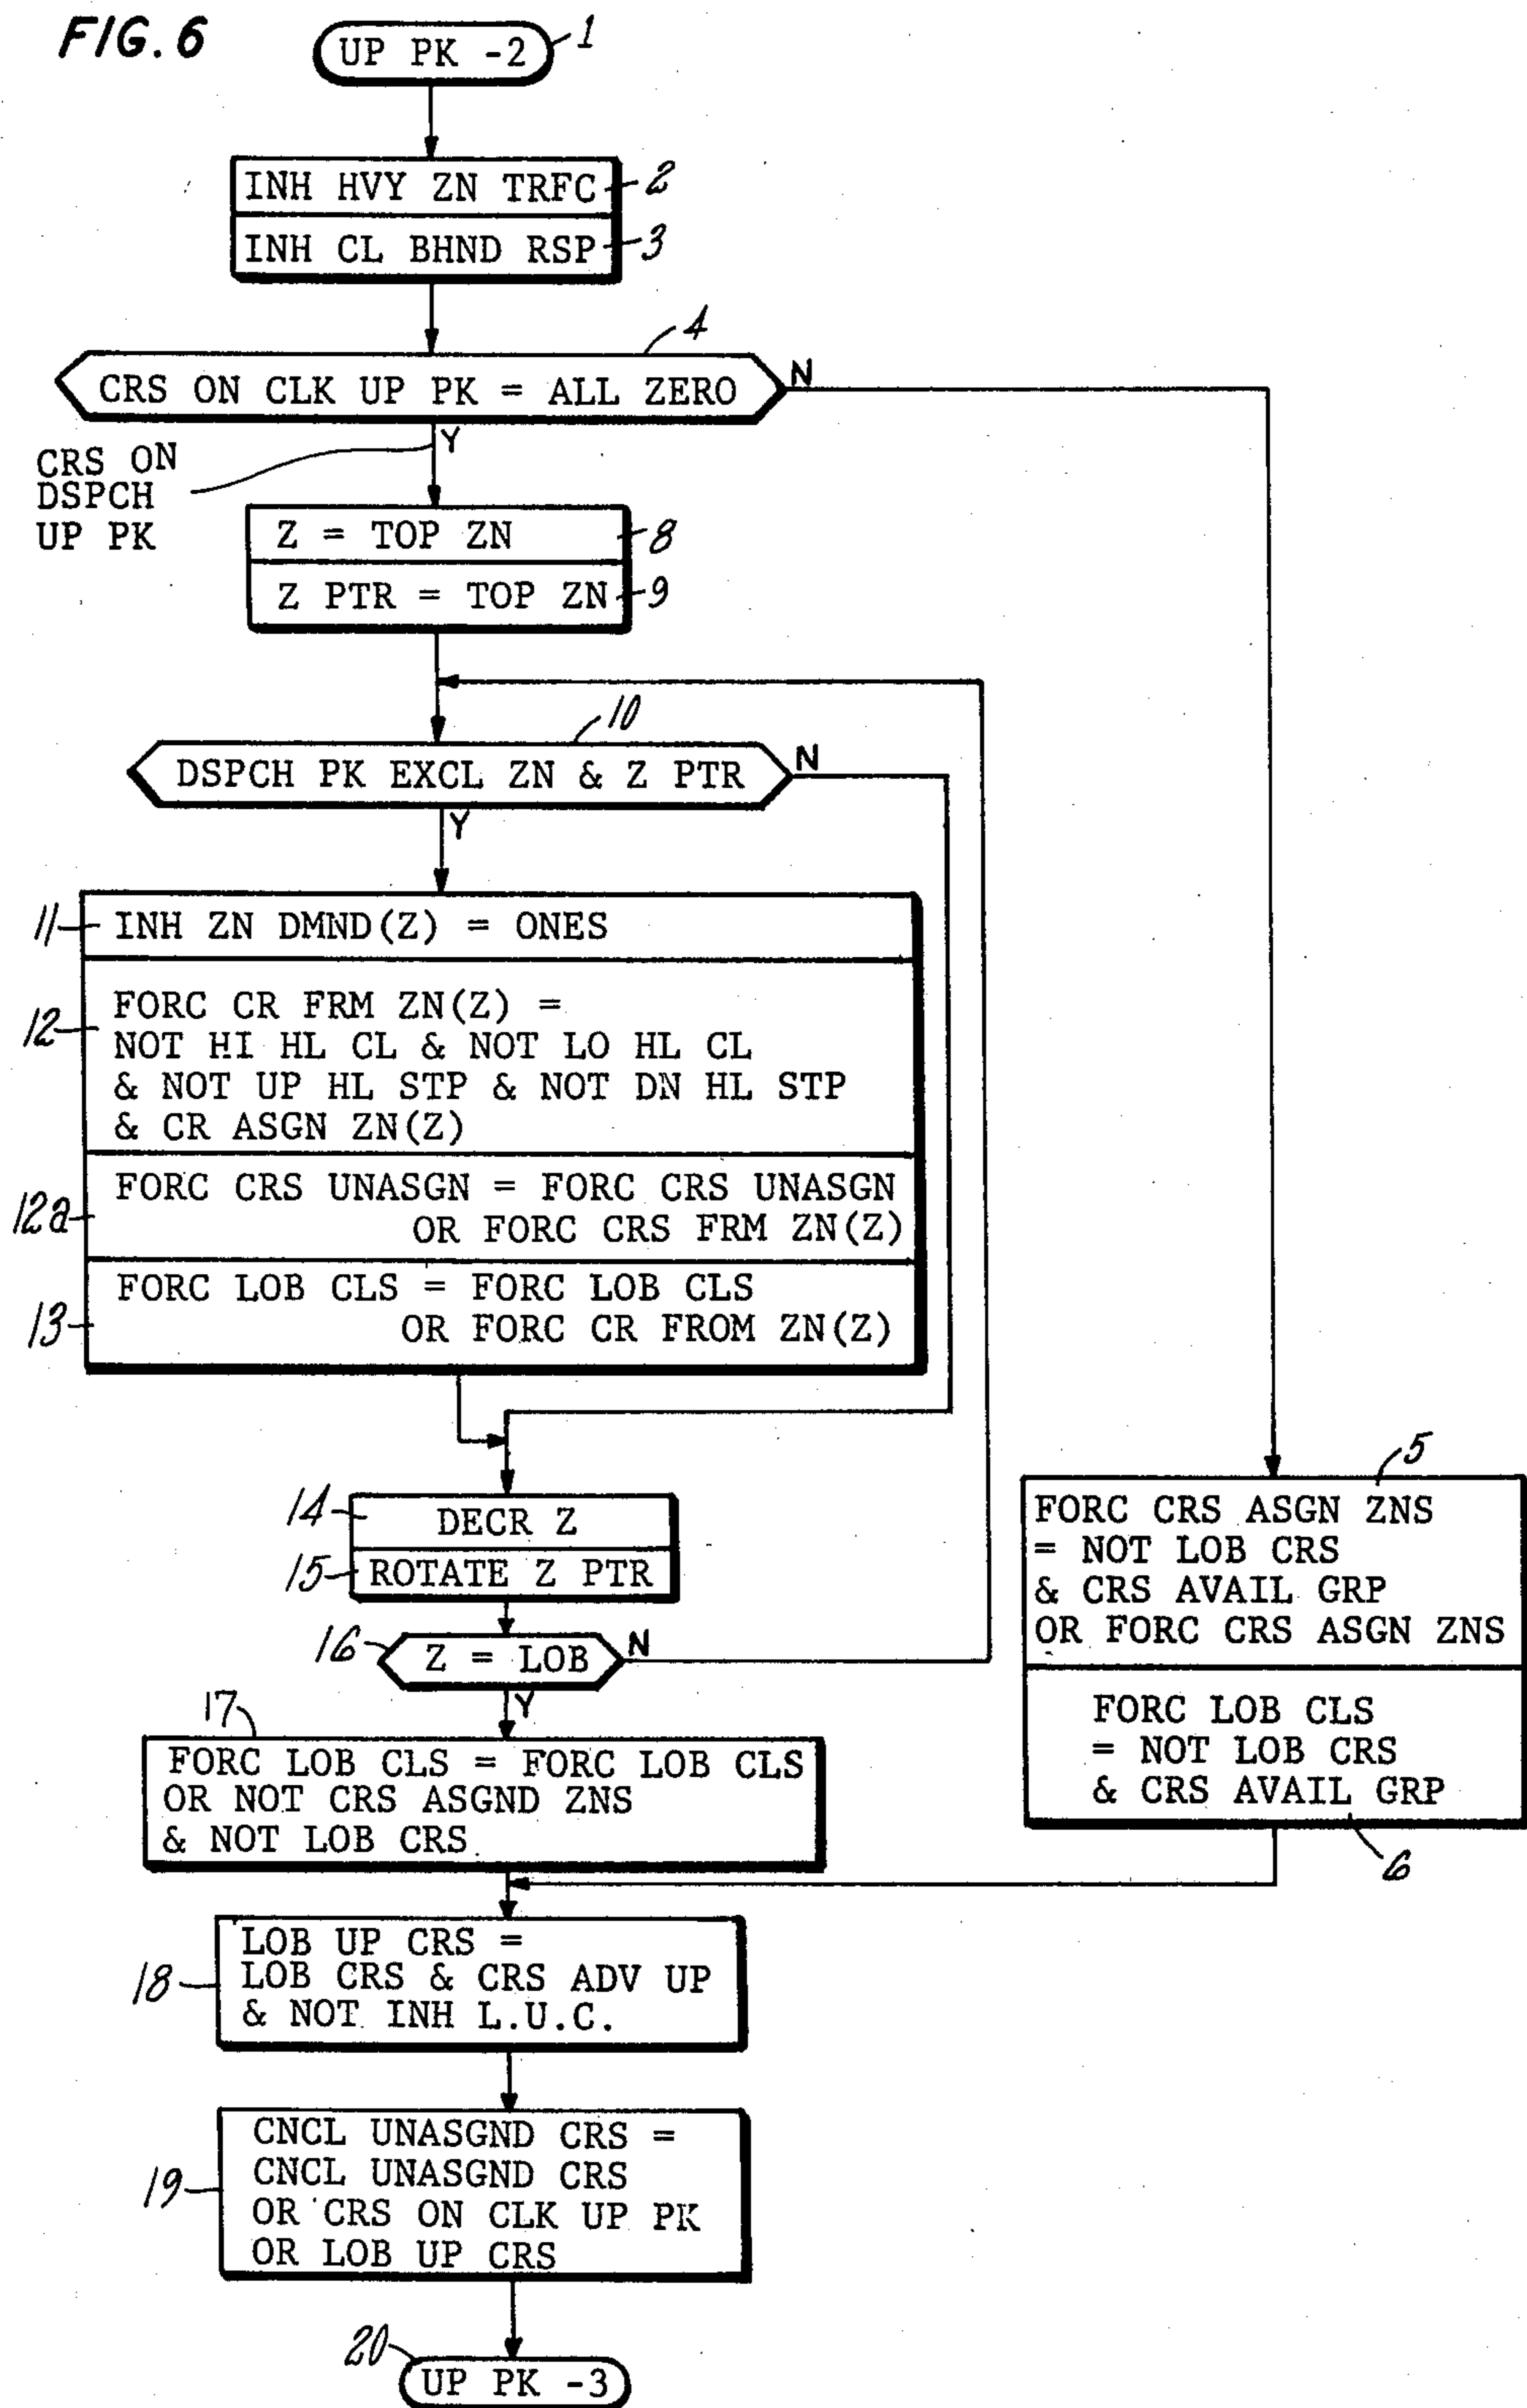 FIG. 6
UP PK -2
1
INH HVY ZN TRFC
2
INH CL BHND RSP
3
4
CRS ON CLK UP PK = ALL ZERO
N
Y
CRS ON
DSPCH
UP PK
Z = TOP ZN
8
Z PTR = TOP ZN
9
10
DSPCH PK EXCL ZN & Z PTR
N
Y
11
INH ZN DMND(Z) = ONES
12
FORC CR FRM ZN(Z) =
NOT HI HL CL & NOT LO HL CL
& NOT UP HL STP & NOT DN HL STP
& CR ASGN ZN(Z)
12a
FORC CRS UNASGN = FORC CRS UNASGN
OR FORC CRS FRM ZN(Z)
13
FORC LOB CLS = FORC LOB CLS
OR FORC CR FROM ZN(Z)
14
DECR Z
15
ROTATE Z PTR
16
Z = LOB
N
Y
5
FORC CRS ASGN ZNS
= NOT LOB CRS
& CRS AVAIL GRP
OR FORC CRS ASGN ZNS
FORC LOB CLS
= NOT LOB CRS
& CRS AVAIL GRP
6
17
FORC LOB CLS = FORC LOB CLS
OR NOT CRS ASGND ZNS
& NOT LOB CRS
18
LOB UP CRS =
LOB CRS & CRS ADV UP
& NOT INH L.U.C.
19
CNCL UNASGND CRS =
CNCL UNASGND CRS
OR CRS ON CLK UP PK
OR LOB UP CRS
20
UP PK -3